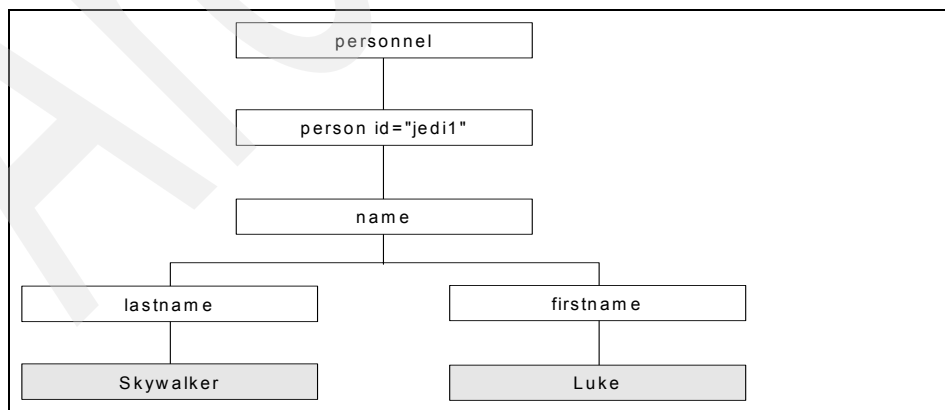 personnel
person id="jedi1"
name
lastname
firstname
Skywalker
Luke